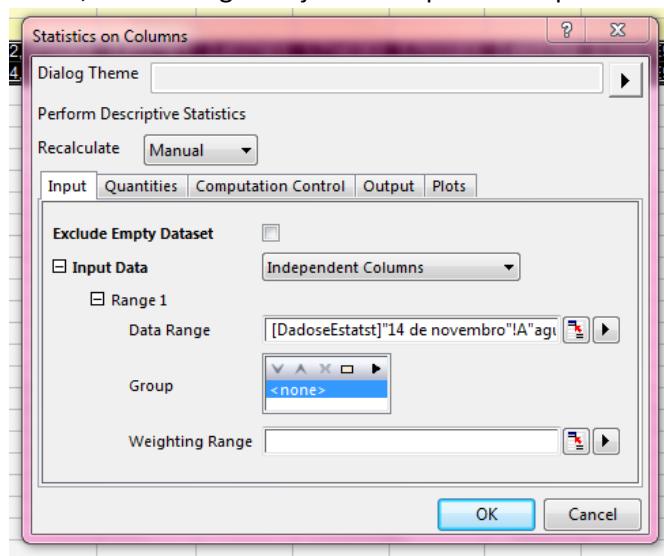 Statistics on Columns
2,
4,
Dialog Theme
Perform Descriptive Statistics
Recalculate Manual
Input Quantities Computation Control Output Plots
Exclude Empty Dataset
Input Data Independent Columns
Range 1
Data Range [DadoseEstatst]"14 de novembro"!A"agu
Group <none>
Weighting Range
OK Cancel